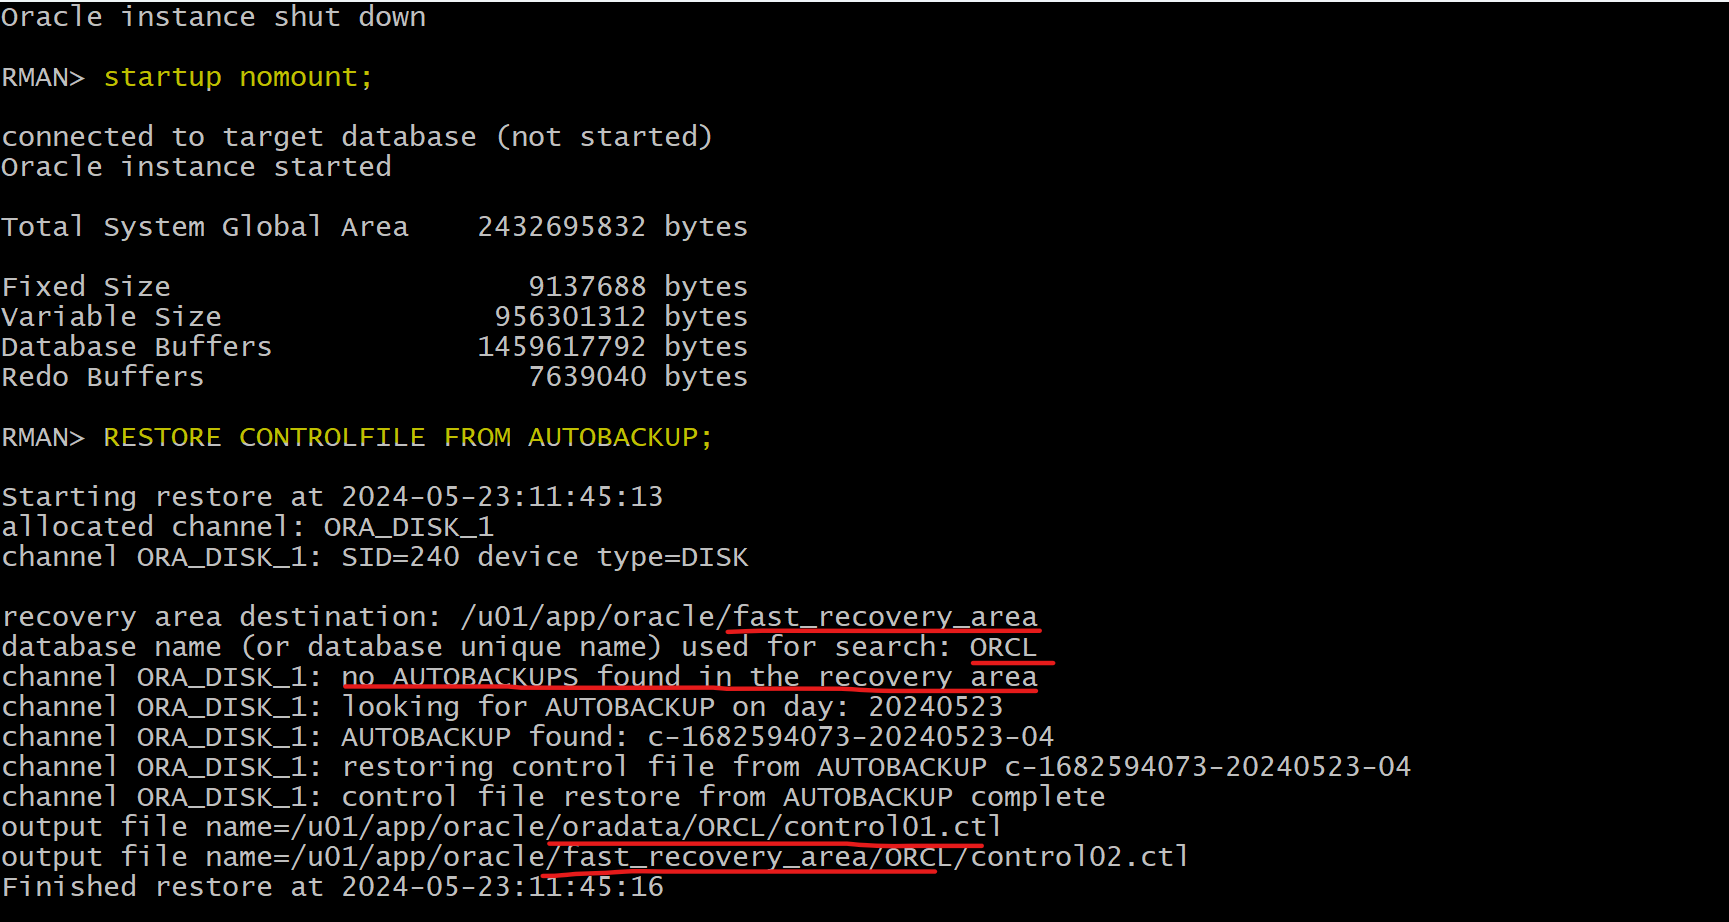 Oracle instance shut down
RMAN> startup nomount;
connected to target database (not started)
Oracle instance started
Total System Global Area    2432695832 bytes
Fixed Size                     9137688 bytes
Variable Size                956301312 bytes
Database Buffers            1459617792 bytes
Redo Buffers                   7639040 bytes
RMAN> RESTORE CONTROLFILE FROM AUTOBACKUP;
Starting restore at 2024-05-23:11:45:13
allocated channel: ORA_DISK_1
channel ORA_DISK_1: SID=240 device type=DISK
recovery area destination: /u01/app/oracle/fast_recovery_area
database name (or database unique name) used for search: ORCL
channel ORA_DISK_1: no AUTOBACKUPS found in the recovery area
channel ORA_DISK_1: looking for AUTOBACKUP on day: 20240523
channel ORA_DISK_1: AUTOBACKUP found: c-1682594073-20240523-04
channel ORA_DISK_1: restoring control file from AUTOBACKUP c-1682594073-20240523-04
channel ORA_DISK_1: control file restore from AUTOBACKUP complete
output file name=/u01/app/oracle/oradata/ORCL/control01.ctl
output file name=/u01/app/oracle/fast_recovery_area/ORCL/control02.ctl
Finished restore at 2024-05-23:11:45:16